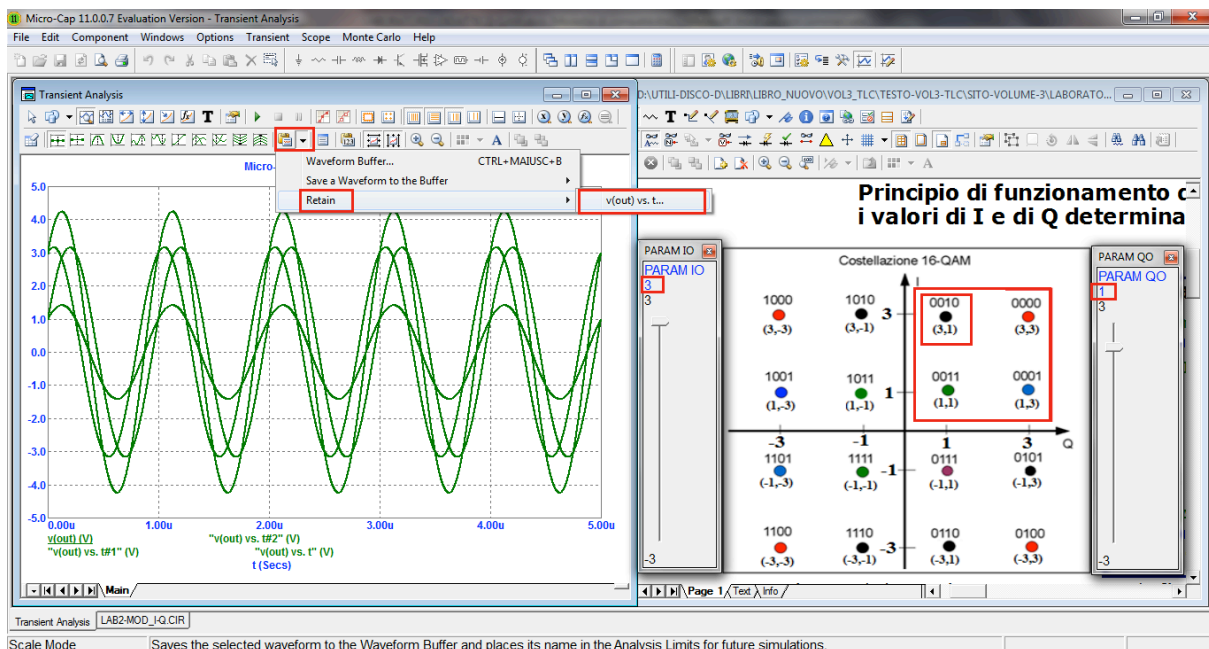 Micro-Cap 11.0.0.7 Evaluation Version - Transient Analysis
File Edit Component Windows Options Transient Scope Monte Carlo Help
Transient Analysis
D:\UTILI-DISCO-D\LIBRI\LIBRO_NUOVO\VOL3_TLC\TESTO-VOL3-TLC\SITO-VOLUME-3\LABORATO...
Micro-
Waveform Buffer... CTRL+MAIUSC+B
Save a Waveform to the Buffer
Retain
v(out) vs. t...
5.0
4.0
3.0
2.0
1.0
0.0
-1.0
-2.0
-3.0
-4.0
-5.0
0.00u 1.00u 2.00u 3.00u 4.00u 5.00u
v(out) (V) "v(out) vs. t#2" (V)
"v(out) vs. t#1" (V) "v(out) vs. t" (V)
t (Secs)
Main
Principio di funzionamento
i valori di I e di Q determina
PARAM IO
PARAM IO
3
3
-3
Costellazione 16-QAM
I
1000 1010 3 0010 0000
(3,-3) (3,-1) (3,1) (3,3)
1001 1011 1 0011 0001
(1,-3) (1,-1) (1,1) (1,3)
-3 -1 1 3 Q
1101 1111 -1 0111 0101
(-1,-3) (-1,-1) (-1,1) (-1,3)
1100 1110 -3 0110 0100
(-3,-3) (-3,-1) (-3,1) (-3,3)
PARAM QO
PARAM QO
1
3
-3
Page 1 Text Info
Transient Analysis LAB2-MOD_I-Q.CIR
Scale Mode Saves the selected waveform to the Waveform Buffer and places its name in the Analysis Limits for future simulations.